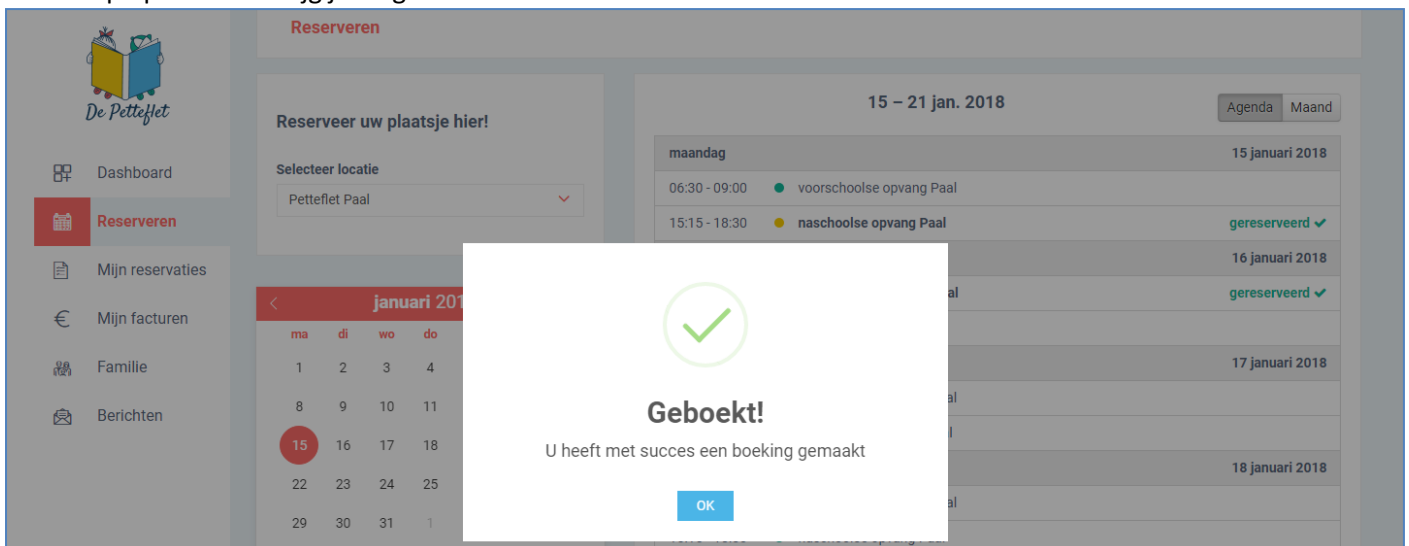 Reserveren
De Petteflet
Dashboard
Reserveren
Mijn reservaties
Mijn facturen
Familie
Berichten
Reserveer uw plaatsje hier!
Selecteer locatie
Petteflet Paal
januari 201
ma di wo do
1 2 3 4
8 9 10 11
15 16 17 18
22 23 24 25
29 30 31 1
15 – 21 jan. 2018
Agenda Maand
maandag 15 januari 2018
06:30 - 09:00 voorschoolse opvang Paal
15:15 - 18:30 naschoolse opvang Paal gereserveerd
16 januari 2018
al gereserveerd
17 januari 2018
al
l
18 januari 2018
al
Geboekt!
U heeft met succes een boeking gemaakt
OK